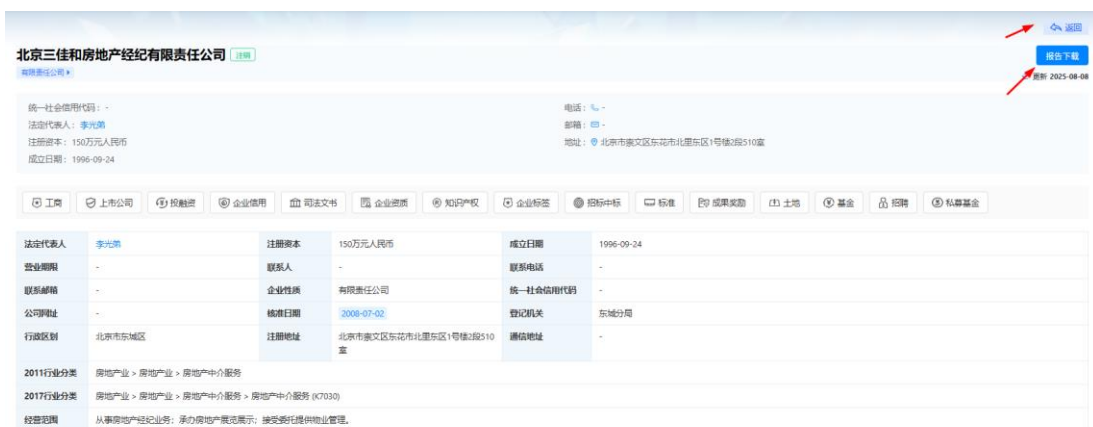 返回
北京三佳和房地产经纪有限责任公司 注销
报告下载
有限责任公司
更新 2025-08-08
统一社会信用代码: - 电话: -
法定代表人: 李光弟 邮箱: -
注册资本: 150万元人民币 地址: 北京市崇文区东花市北里东区1号楼2段510室
成立日期: 1996-09-24
工商 上市公司 投融资 企业信用 司法文书 企业资质 知识产权 企业标签 招标中标 标准 成果奖励 土地 基金 招聘 私募基金
法定代表人 李光弟 注册资本 150万元人民币 成立日期 1996-09-24
营业期限 - 联系人 - 联系电话 -
联系邮箱 - 企业性质 有限责任公司 统一社会信用代码 -
公司网址 - 核准日期 2008-07-02 登记机关 东城分局
行政区划 北京市东城区 注册地址 北京市崇文区东花市北里东区1号楼2段510室 通信地址 -
2011行业分类 房地产业 > 房地产业 > 房地产中介服务
2017行业分类 房地产业 > 房地产业 > 房地产中介服务 > 房地产中介服务 (K7030)
经营范围 从事房地产经纪业务; 承办房地产展览展示; 接受委托提供物业管理。